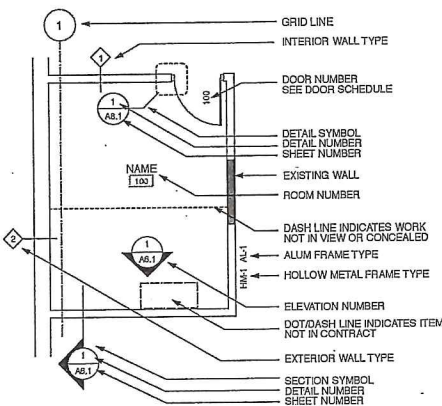 1
GRID LINE
INTERIOR WALL TYPE
1
DOOR NUMBER
SEE DOOR SCHEDULE
100
1
A8.1
DETAIL SYMBOL
DETAIL NUMBER
SHEET NUMBER
EXISTING WALL
NAME
100
ROOM NUMBER
DASH LINE INDICATES WORK
NOT IN VIEW OR CONCEALED
2
1
A8.1
AL-1
ALUM FRAME TYPE
HM-1
HOLLOW METAL FRAME TYPE
ELEVATION NUMBER
DOT/DASH LINE INDICATES ITEM
NOT IN CONTRACT
EXTERIOR WALL TYPE
1
A8.1
SECTION SYMBOL
DETAIL NUMBER
SHEET NUMBER